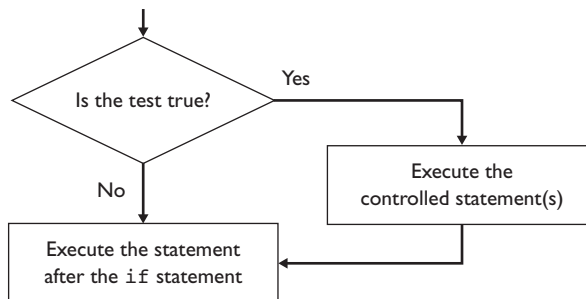 Is the test true?
Yes
Execute the
controlled statement(s)
No
Execute the statement
after the if statement